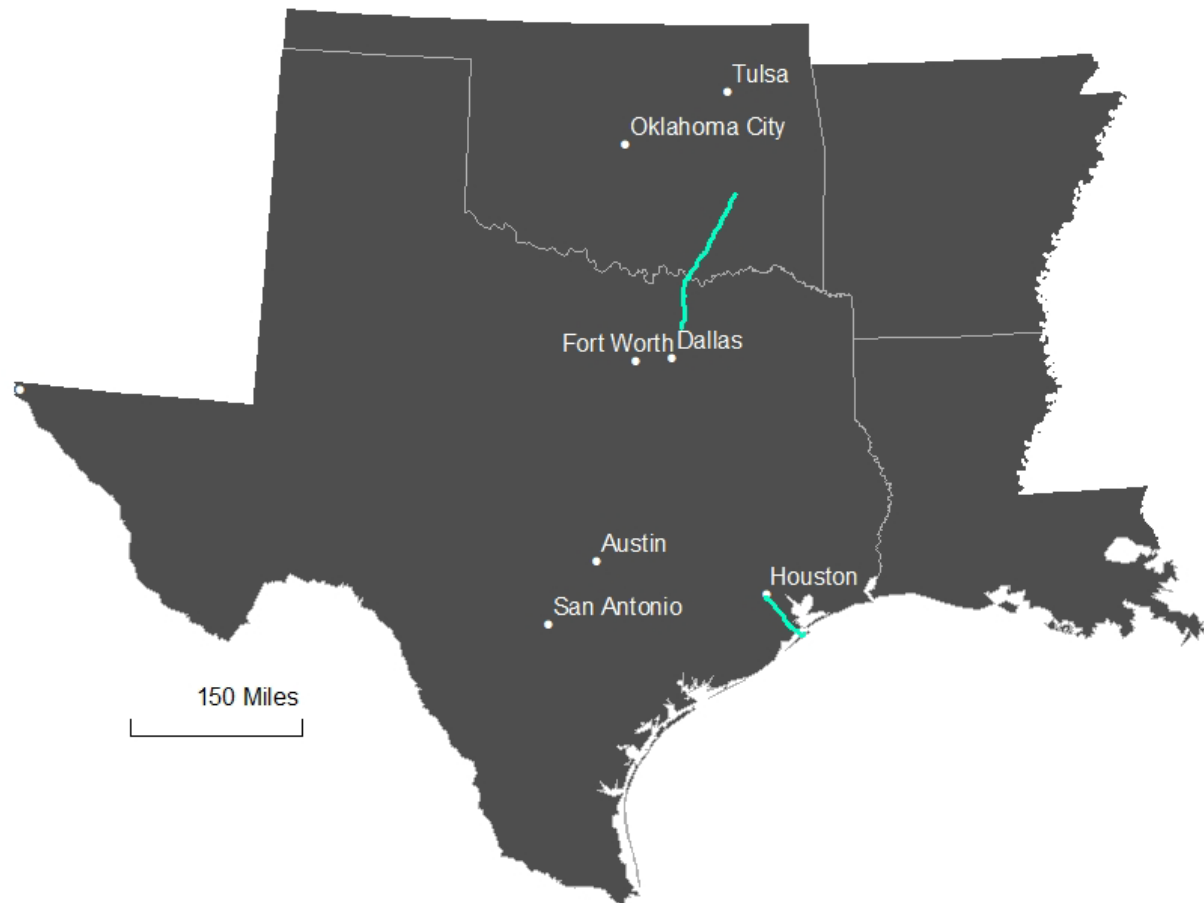 Tulsa
Oklahoma City
Fort Worth
Dallas
Austin
Houston
San Antonio
150 Miles